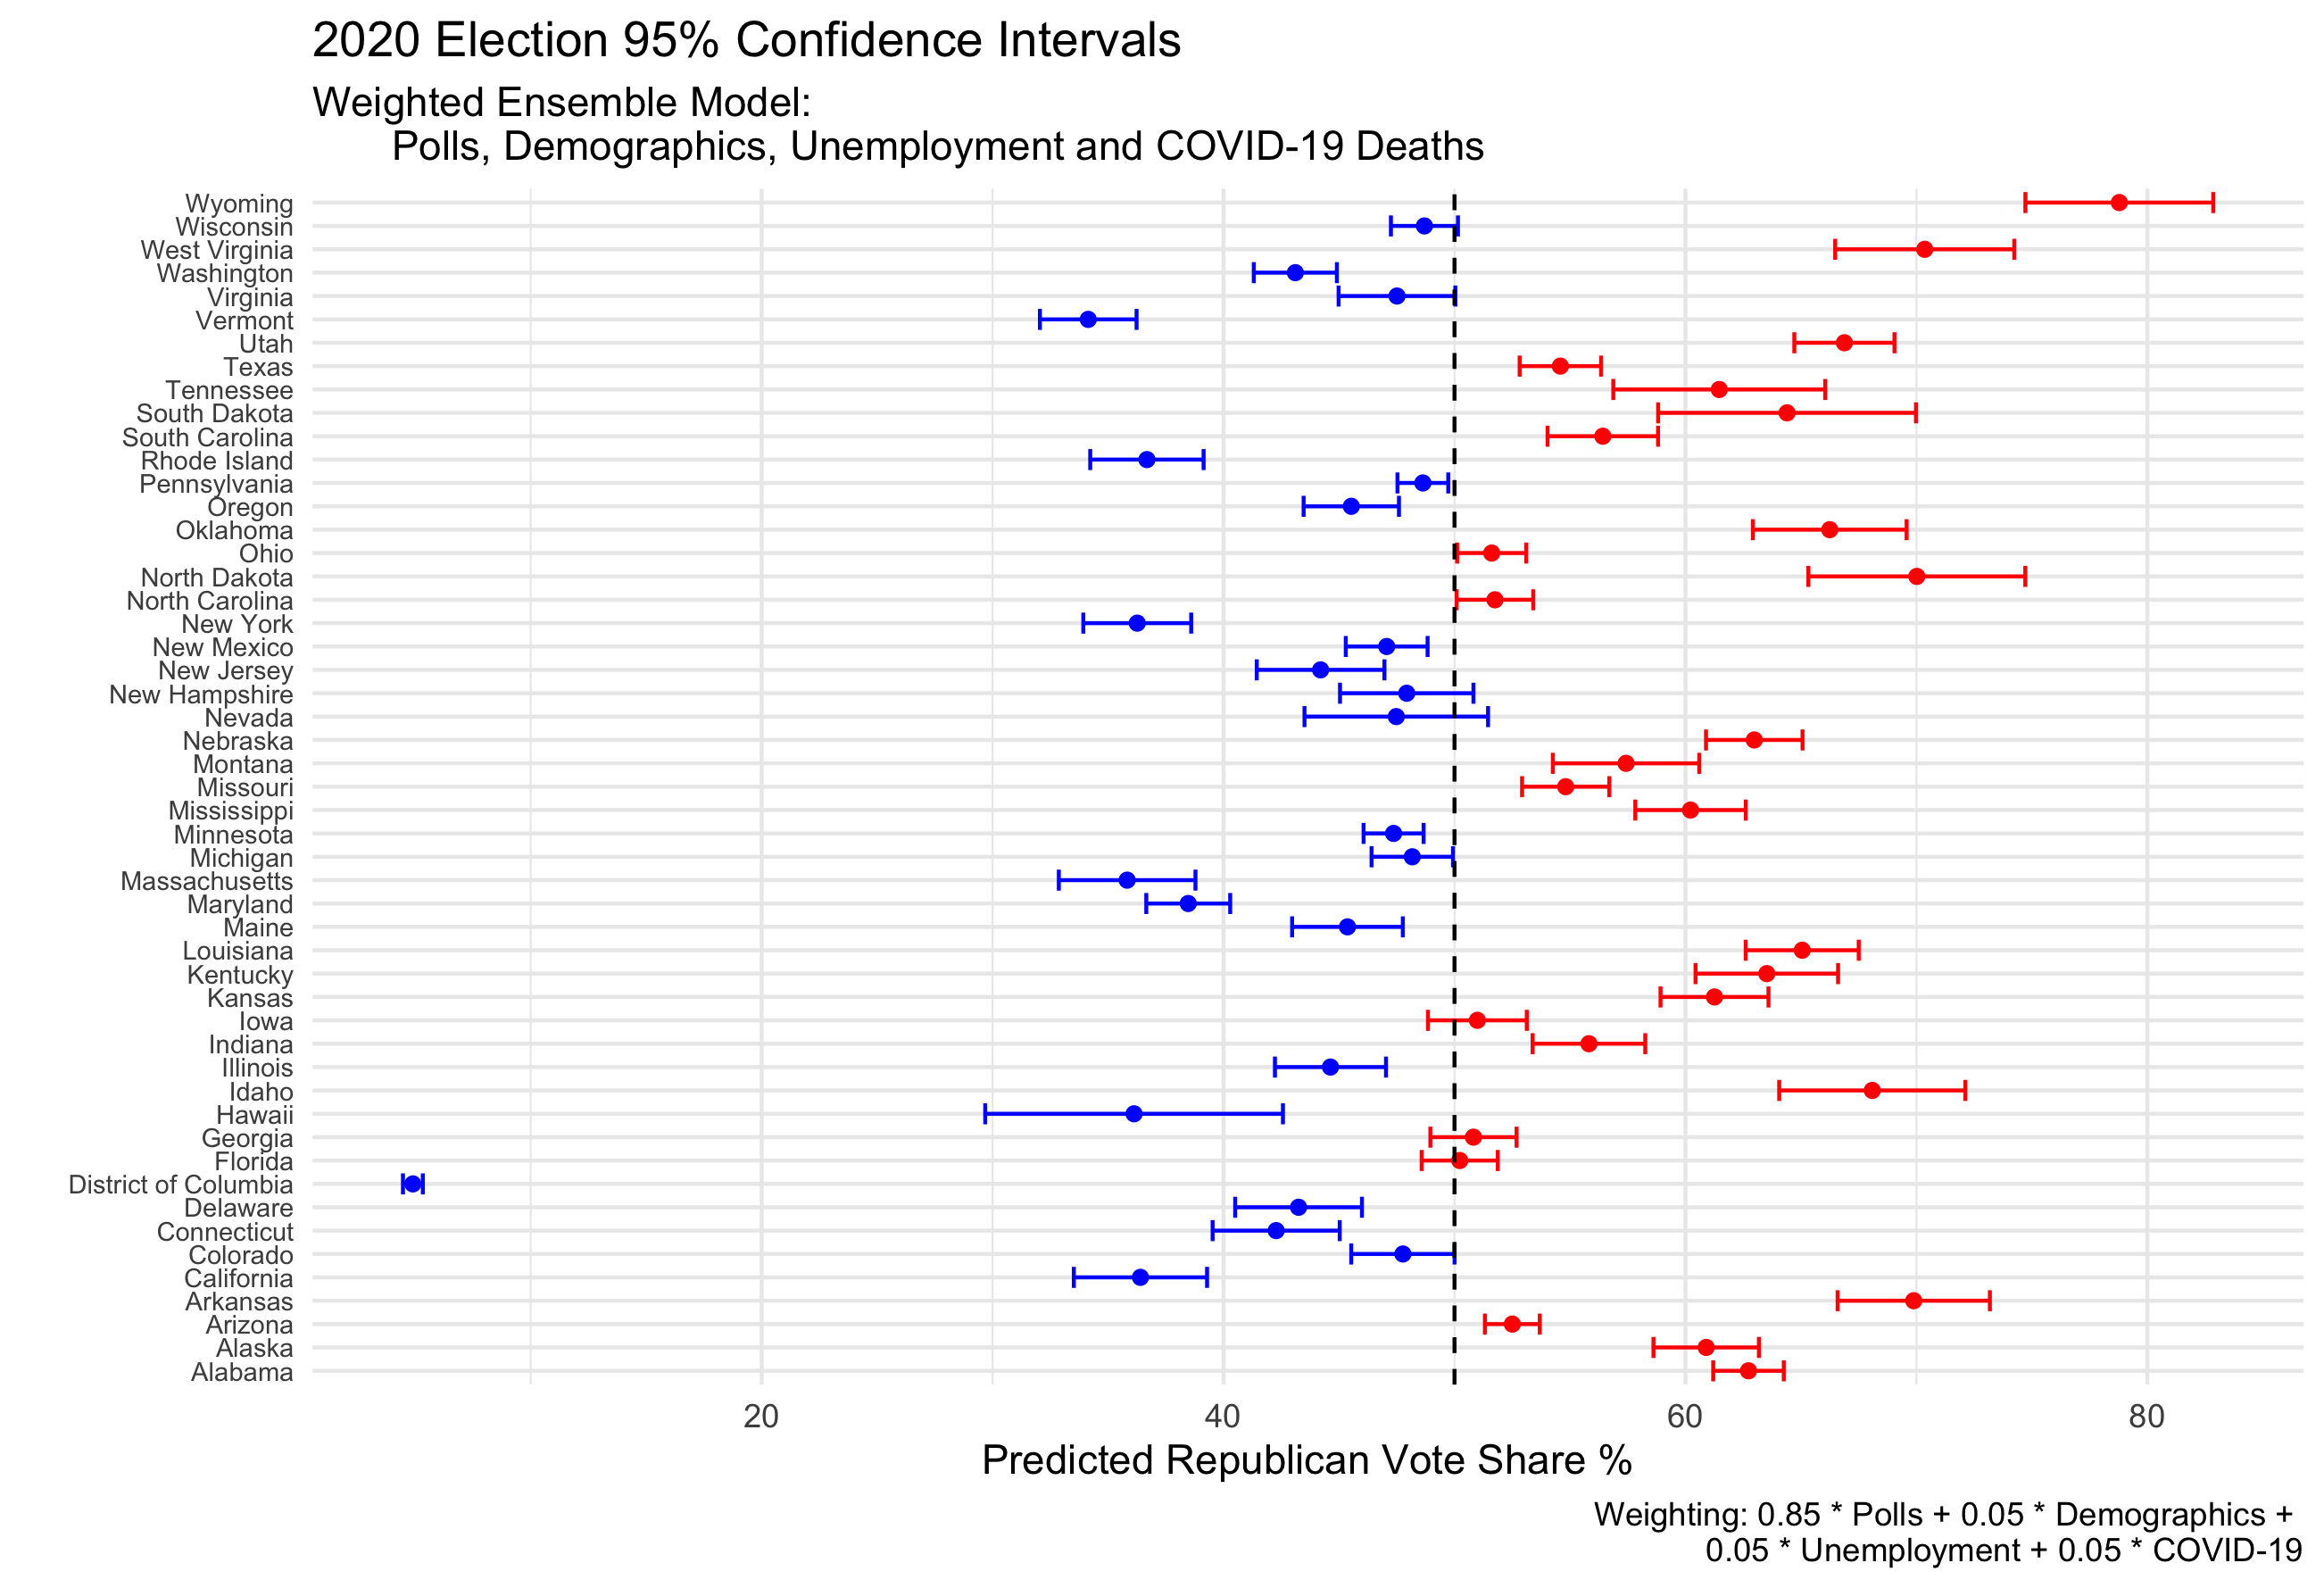 2020 Election 95% Confidence Intervals
Weighted Ensemble Model:
Polls, Demographics, Unemployment and COVID-19 Deaths
Wyoming
Wisconsin
West Virginia
Washington
Virginia
Vermont
Utah
Texas
Tennessee
South Dakota
South Carolina
Rhode Island
Pennsylvania
Oregon
Oklahoma
Ohio
North Dakota
North Carolina
New York
New Mexico
New Jersey
New Hampshire
Nevada
Nebraska
Montana
Missouri
Mississippi
Minnesota
Michigan
Massachusetts
Maryland
Maine
Louisiana
Kentucky
Kansas
Iowa
Indiana
Illinois
Idaho
Hawaii
Georgia
Florida
District of Columbia
Delaware
Connecticut
Colorado
California
Arkansas
Arizona
Alaska
Alabama
20 40 60 80
Predicted Republican Vote Share %
Weighting: 0.85 * Polls + 0.05 * Demographics +
0.05 * Unemployment + 0.05 * COVID-19